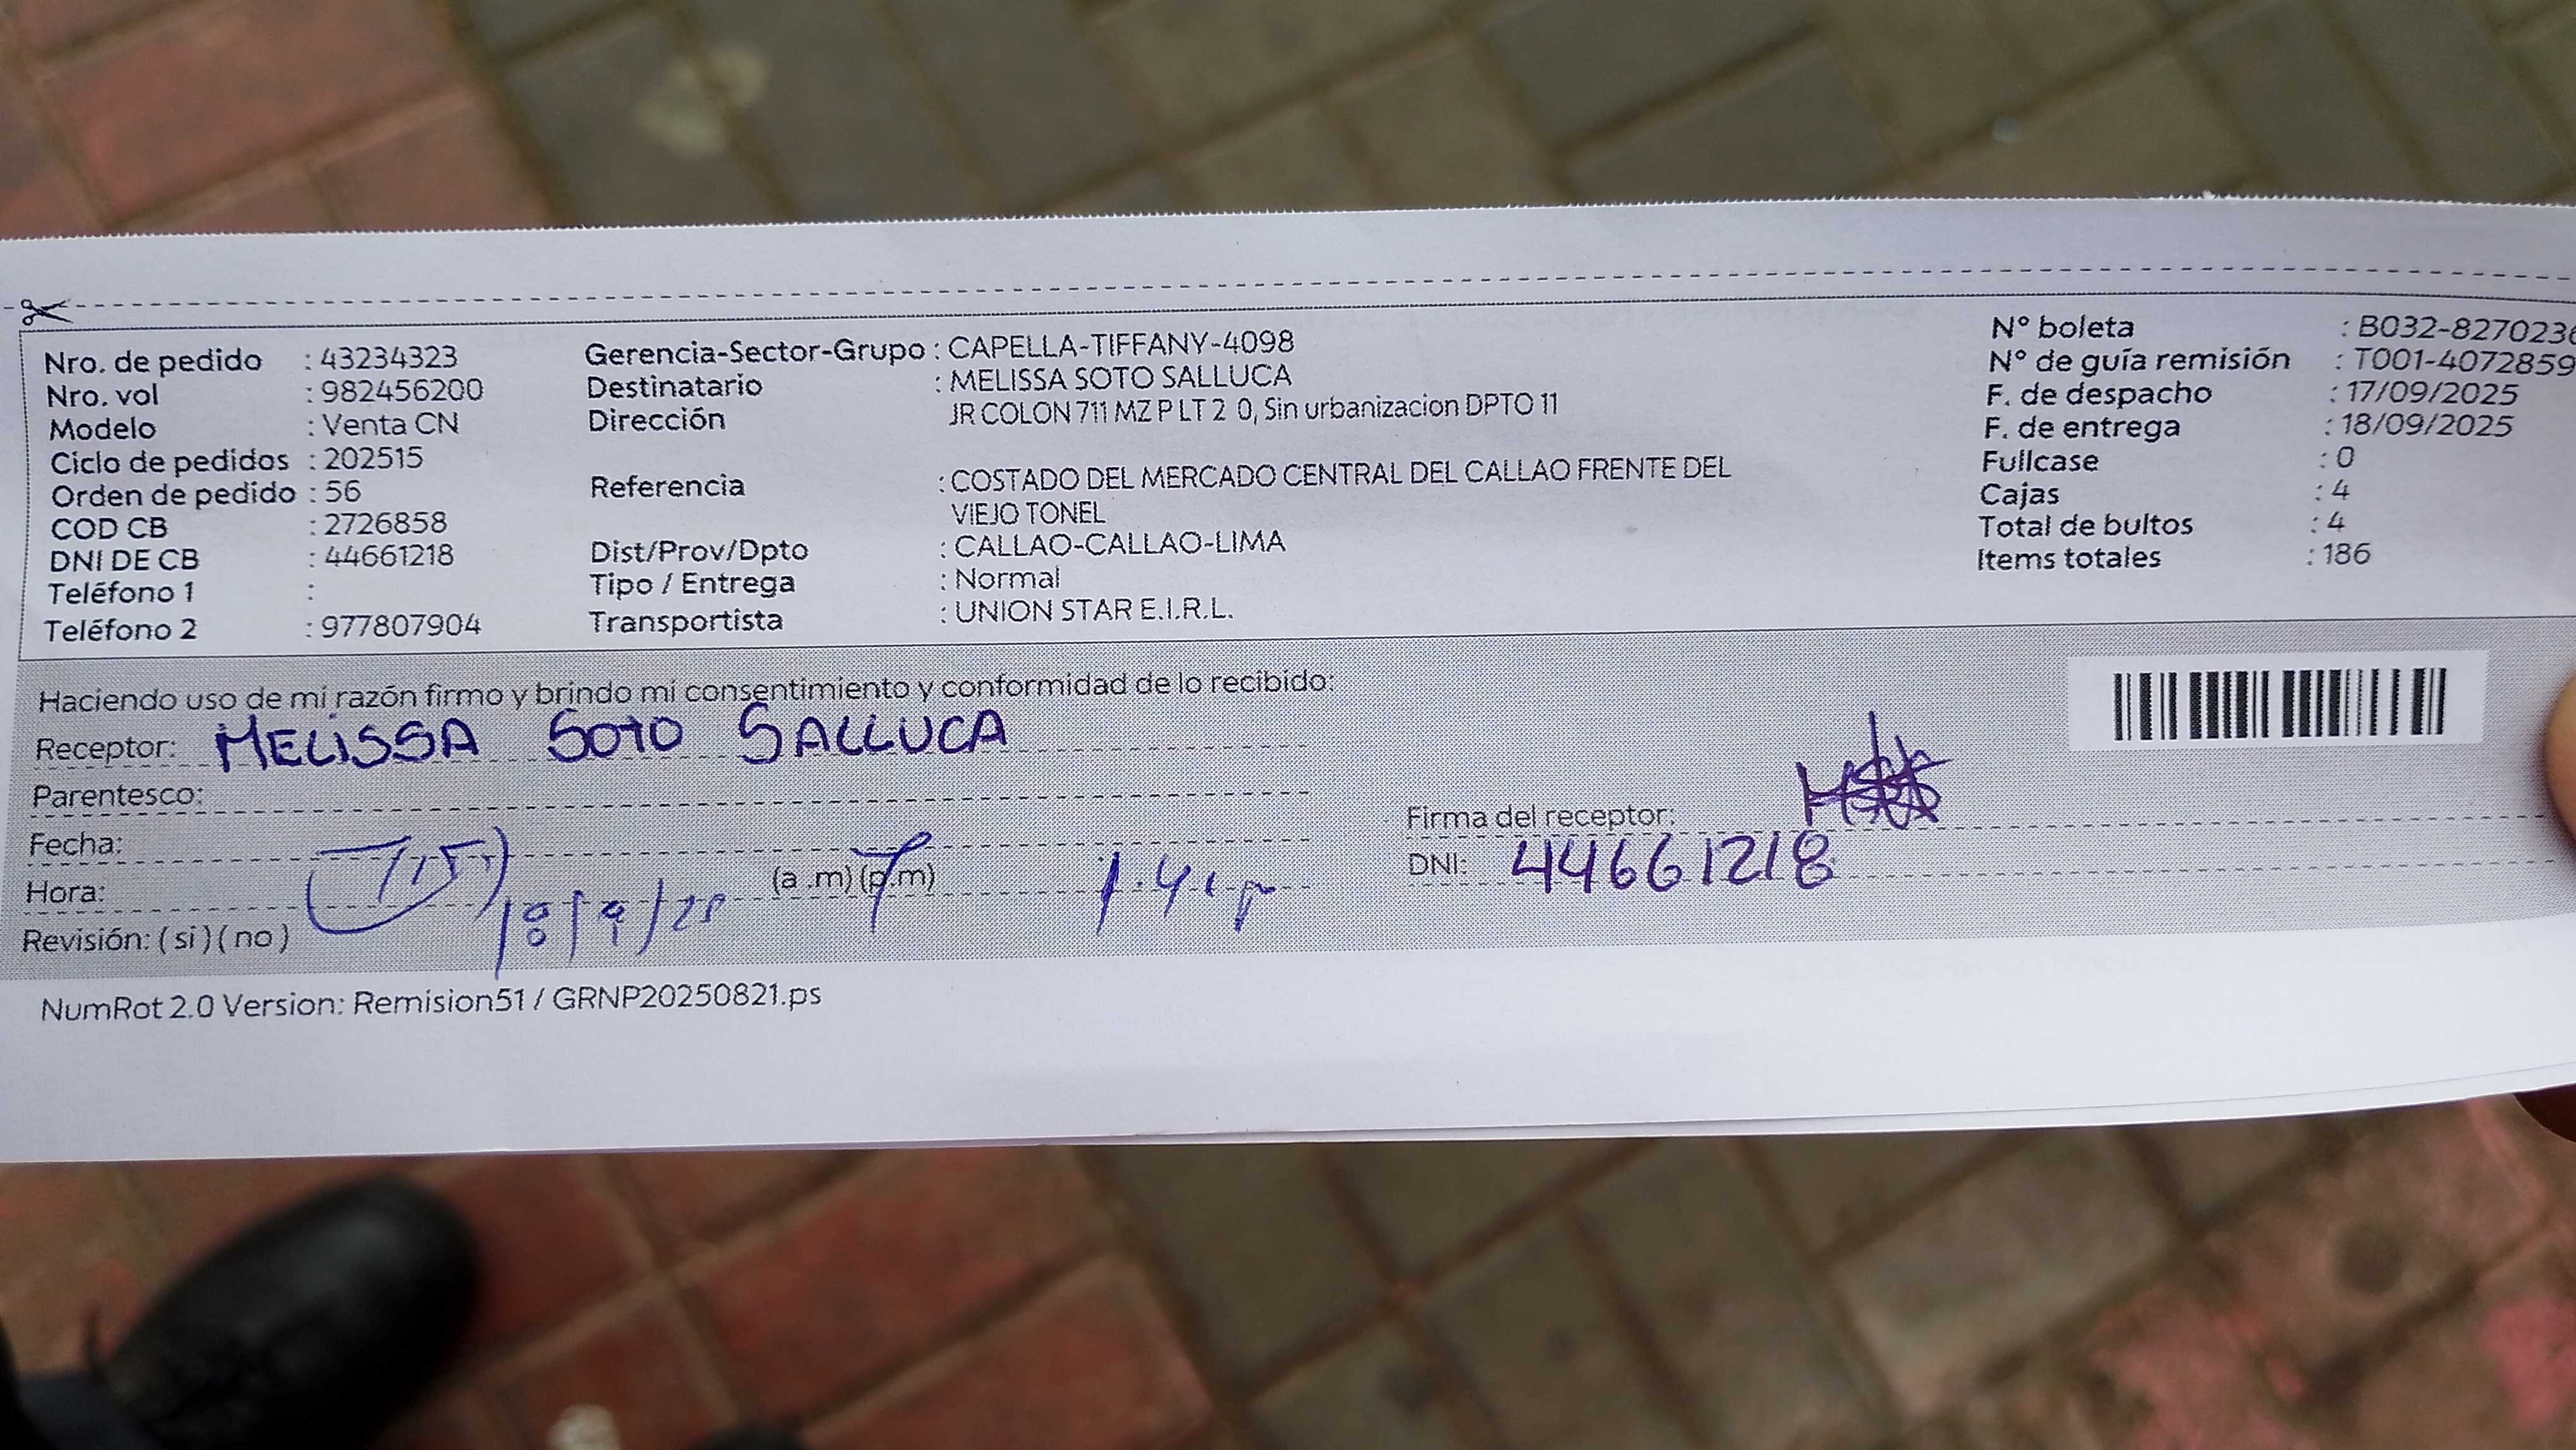 Nro. de pedido : 43234323
Nro. vol : 982456200
Modelo : Venta CN
Ciclo de pedidos : 202515
Orden de pedido : 56
COD CB : 2726858
DNI DE CB : 44661218
Teléfono 1 :
Teléfono 2 : 977807904
Gerencia-Sector-Grupo : CAPELLA-TIFFANY-4098
Destinatario : MELISSA SOTO SALLUCA
Dirección JR COLON 711 MZ P LT 2 0, Sin urbanizacion DPTO 11
Referencia : COSTADO DEL MERCADO CENTRAL DEL CALLAO FRENTE DEL
VIEJO TONEL
Dist/Prov/Dpto : CALLAO-CALLAO-LIMA
Tipo / Entrega : Normal
Transportista : UNION STAR E.I.R.L.
N° boleta : B032-8270236
N° de guía remisión : T001-4072859
F. de despacho : 17/09/2025
F. de entrega : 18/09/2025
Fullcase : 0
Cajas : 4
Total de bultos : 4
Items totales : 186
Haciendo uso de mi razón firmo y brindo mi consentimiento y conformidad de lo recibido:
Receptor: MELISSA SOTO SALLUCA
Parentesco:
Fecha:
Hora: (a .m) (p.m)
Revisión: ( si ) ( no ) 18/9/25
Firma del receptor:
DNI: 44661218
NumRot 2.0 Version: Remision51 / GRNP20250821.ps